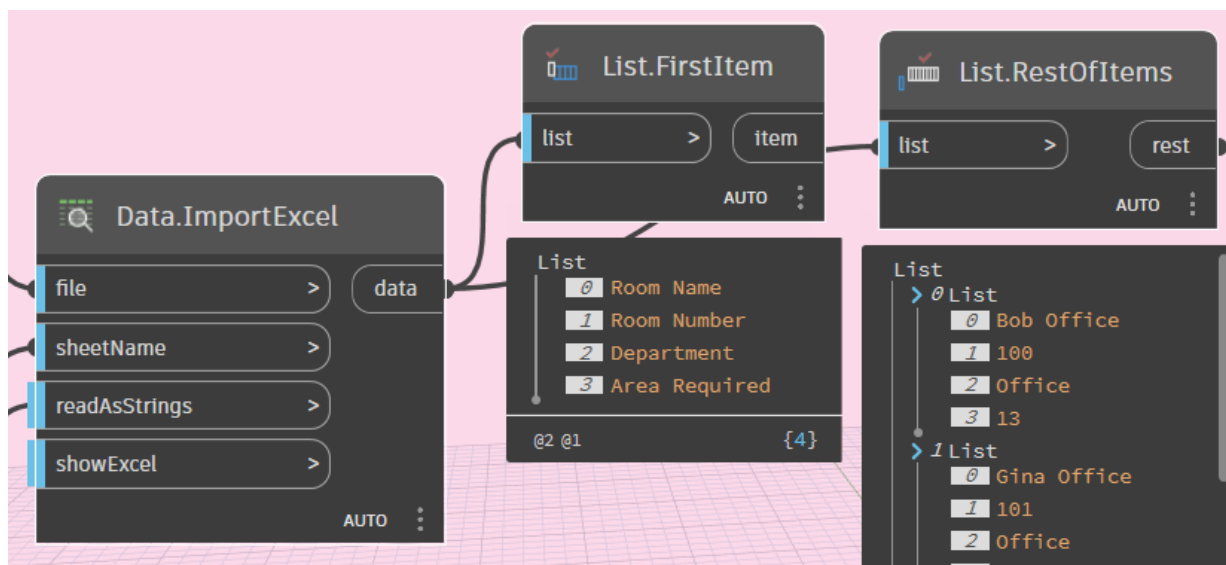 Data.ImportExcel
file >
data
sheetName >
readAsStrings >
showExcel >
AUTO
List.FirstItem
list >
item
AUTO
List
0 Room Name
1 Room Number
2 Department
3 Area Required
@2 @1
{4}
List.RestOfItems
list >
rest
AUTO
List
0 List
0 Bob Office
1 100
2 Office
3 13
1 List
0 Gina Office
1 101
2 Office